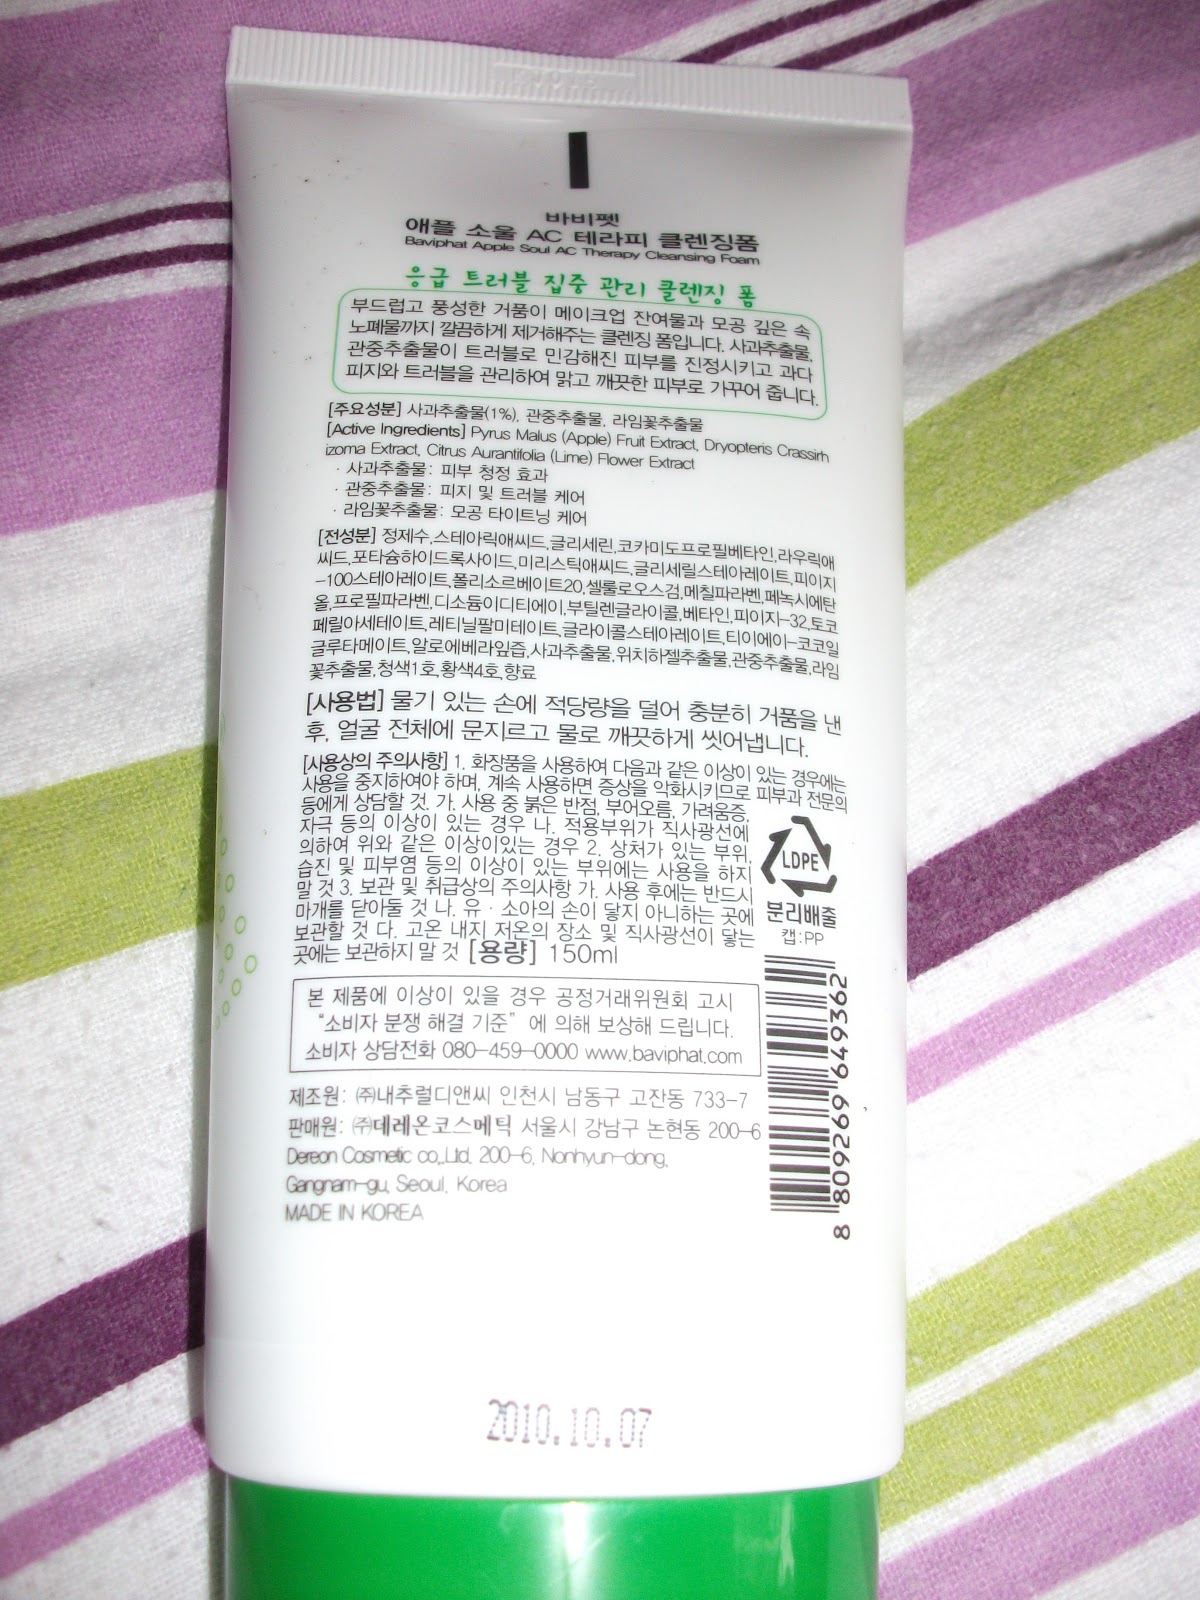 바비펫
애플 소울 AC 테라피 클렌징폼
Baviphat Apple Soul AC Therapy Cleansing Foam
응급 트러블 집중 관리 클렌징 폼
부드럽고 풍성한 거품이 메이크업 잔여물과 모공 깊은 속
노폐물까지 깔끔하게 제거해주는 클렌징 폼입니다. 사과추출물,
관중추출물이 트러블로 민감해진 피부를 진정시키고 과다
피지와 트러블을 관리하여 맑고 깨끗한 피부로 가꾸어 줍니다.
[주요성분] 사과추출물(1%), 관중추출물, 라임꽃추출물
[Active Ingredients] Pyrus Malus (Apple) Fruit Extract, Dryopteris Crassirh
izoma Extract, Citrus Aurantifolia (Lime) Flower Extract
· 사과추출물: 피부 청정 효과
· 관중추출물: 피지 및 트러블 케어
· 라임꽃추출물: 모공 타이트닝 케어
[전성분] 정제수,스테아릭애씨드,글리세린,코카미도프로필베타인,라우릭애
씨드,포타슘하이드록사이드,미리스틱애씨드,글리세릴스테아레이트,피이지
-100스테아레이트,폴리소르베이트20,셀룰로오스검,메칠파라벤,페녹시에탄
올,프로필파라벤,디소듐이디티에이,부틸렌글라이콜,베타인,피이지-32,토코
페릴아세테이트,레티닐팔미테이트,글라이콜스테아레이트,티이에이-코코일
글루타메이트,알로에베라잎즙,사과추출물,위치하젤추출물,관중추출물,라임
꽃추출물,청색1호,황색4호,향료
[사용법] 물기 있는 손에 적당량을 덜어 충분히 거품을 낸
후, 얼굴 전체에 문지르고 물로 깨끗하게 씻어냅니다.
[사용상의 주의사항] 1. 화장품을 사용하여 다음과 같은 이상이 있는 경우에는
사용을 중지하여야 하며, 계속 사용하면 증상을 악화시키므로 피부과 전문의
등에게 상담할 것. 가. 사용 중 붉은 반점, 부어오름, 가려움증,
자극 등의 이상이 있는 경우 나. 적용부위가 직사광선에
의하여 위와 같은 이상이있는 경우 2. 상처가 있는 부위,
습진 및 피부염 등의 이상이 있는 부위에는 사용을 하지
말 것 3. 보관 및 취급상의 주의사항 가. 사용 후에는 반드시
마개를 닫아둘 것 나. 유·소아의 손이 닿지 아니하는 곳에
보관할 것 다. 고온 내지 저온의 장소 및 직사광선이 닿는
곳에는 보관하지 말 것 [용량] 150ml
LDPE
분리배출
캡:PP
본 제품에 이상이 있을 경우 공정거래위원회 고시
“소비자 분쟁 해결 기준” 에 의해 보상해 드립니다.
소비자 상담전화 080-459-0000 www.baviphat.com
8 809269 649362
제조원: ㈜내추럴디앤씨 인천시 남동구 고잔동 733-7
판매원: ㈜데레온코스메틱 서울시 강남구 논현동 200-6
Dereon Cosmetic co.,Ltd. 200-6, Nonhyun-dong,
Gangnam-gu, Seoul, Korea
MADE IN KOREA
2010.10.07